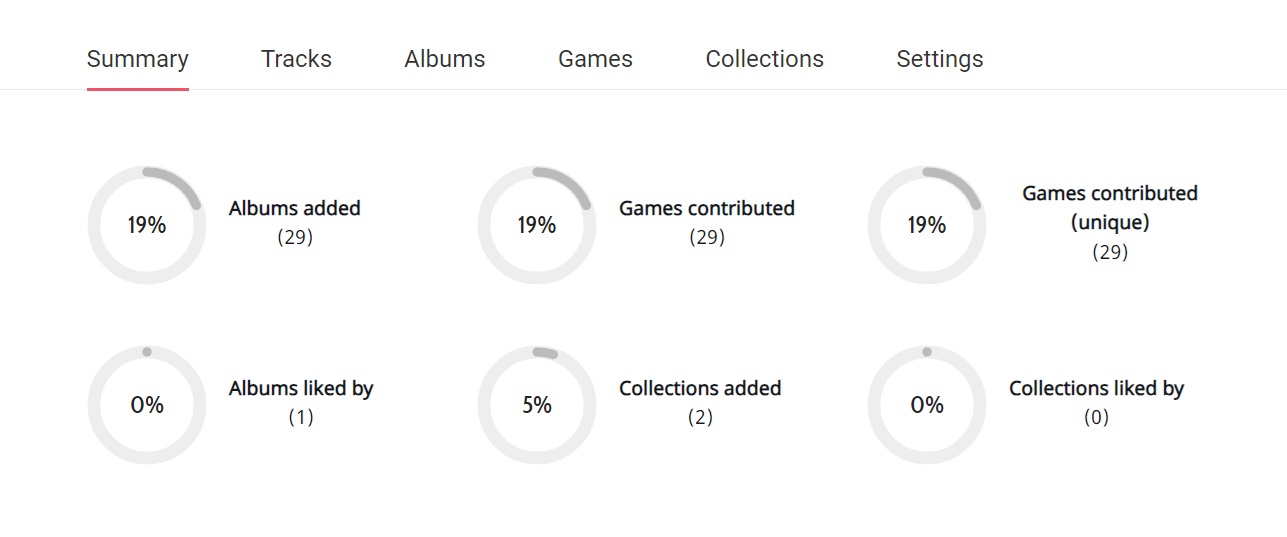 Summary Tracks Albums Games Collections Settings
19%
Albums added
(29)
19%
Games contributed
(29)
19%
Games contributed
(unique)
(29)
0%
Albums liked by
(1)
5%
Collections added
(2)
0%
Collections liked by
(0)